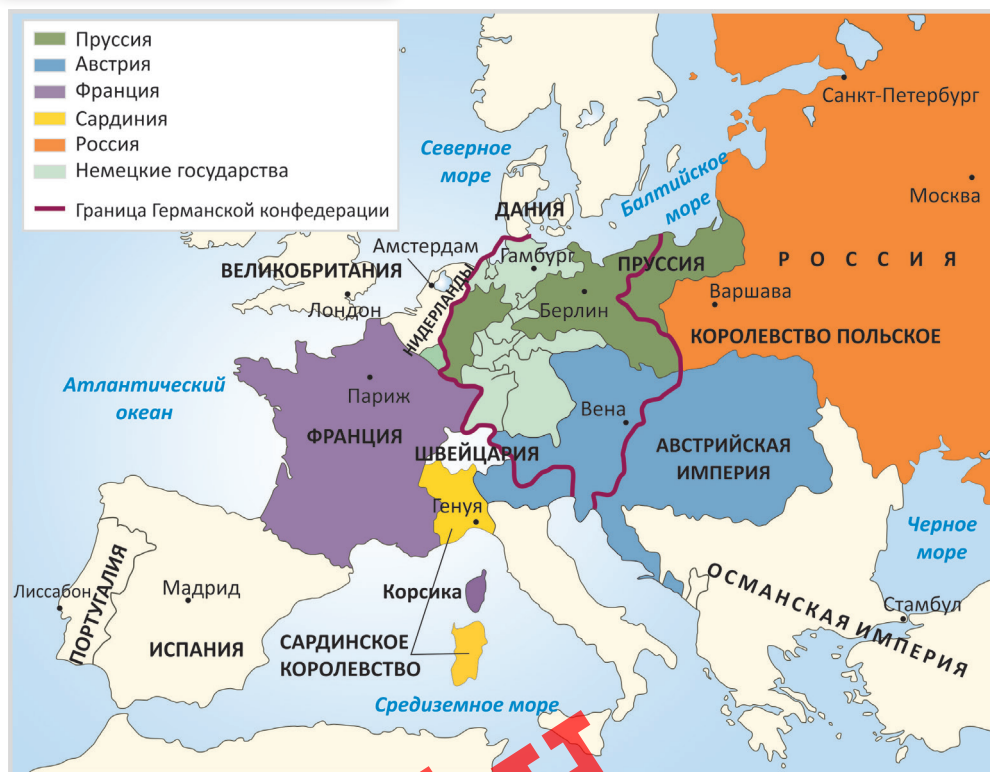 Пруссия
Австрия
Франция
Сардиния
Россия
Немецкие государства
Граница Германской конфедерации
Санкт-Петербург
Северное
море
Балтийское
море
Москва
ДАНИЯ
Амстердам
Гамбург
ПРУССИЯ
РОССИЯ
ВЕЛИКОБРИТАНИЯ
Лондон
НИДЕРЛАНДЫ
Берлин
Варшава
КОРОЛЕВСТВО ПОЛЬСКОЕ
Атлантический
океан
Париж
ФРАНЦИЯ
Вена
ШВЕЙЦАРИЯ
АВСТРИЙСКАЯ
ИМПЕРИЯ
Генуя
Черное
море
ПОРТУГАЛИЯ
Лиссабон
Мадрид
ИСПАНИЯ
Корсика
САРДИНСКОЕ
КОРОЛЕВСТВО
ОСМАНСКАЯ ИМПЕРИЯ
Стамбул
Средиземное море